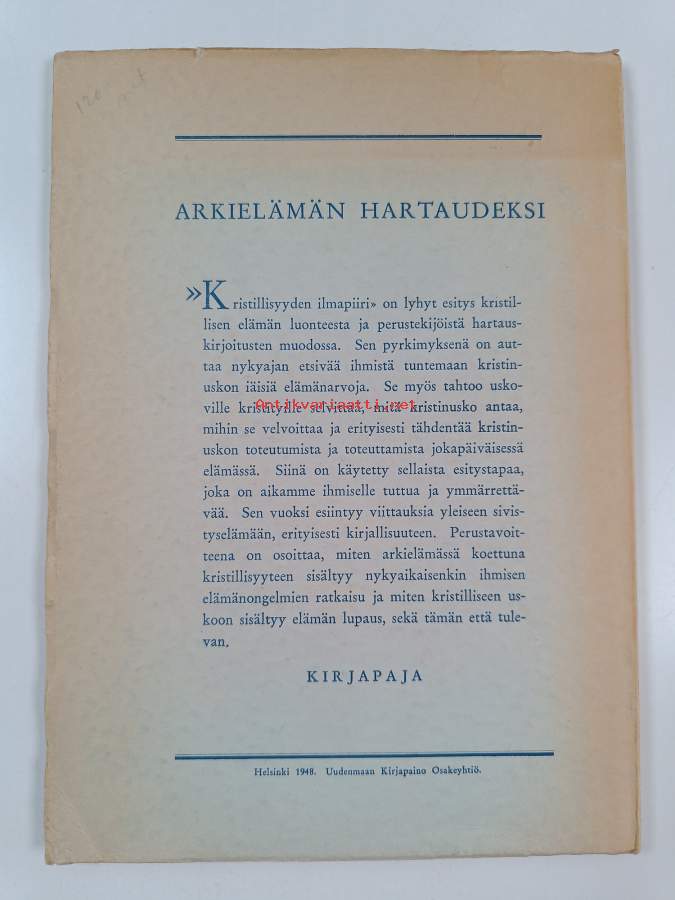 120
ARKIELÄMÄN HARTAUDEKSI
»Kristillisyyden ilmapiiri» on lyhyt esitys kristil-
lisen elämän luonteesta ja perustekijöistä hartaus-
kirjoitusten muodossa. Sen pyrkimyksenä on aut-
taa nykyajan etsivää ihmistä tuntemaan kristin-
uskon iäisiä elämänarvoja. Se myös tahtoo usko-
ville kristityille selvittää, mitä kristinusko antaa,
Antikvariaatti.net
mihin se velvoittaa ja erityisesti tähdentää kristin-
uskon toteutumista ja toteuttamista jokapäiväisessä
elämässä. Siinä on käytetty sellaista esitystapaa,
joka on aikamme ihmiselle tuttua ja ymmärrettä-
vää. Sen vuoksi esiintyy viittauksia yleiseen sivis-
tyselämään, erityisesti kirjallisuuteen. Perustavoit-
teena on osoittaa, miten arkielämässä koettuna
kristillisyyteen sisältyy nykyaikaisenkin ihmisen
elämänongelmien ratkaisu ja miten kristilliseen us-
koon sisältyy elämän lupaus, sekä tämän että tule-
van.
KIRJAPAJA
Helsinki 1948. Uudenmaan Kirjapaino Osakeyhtiö.